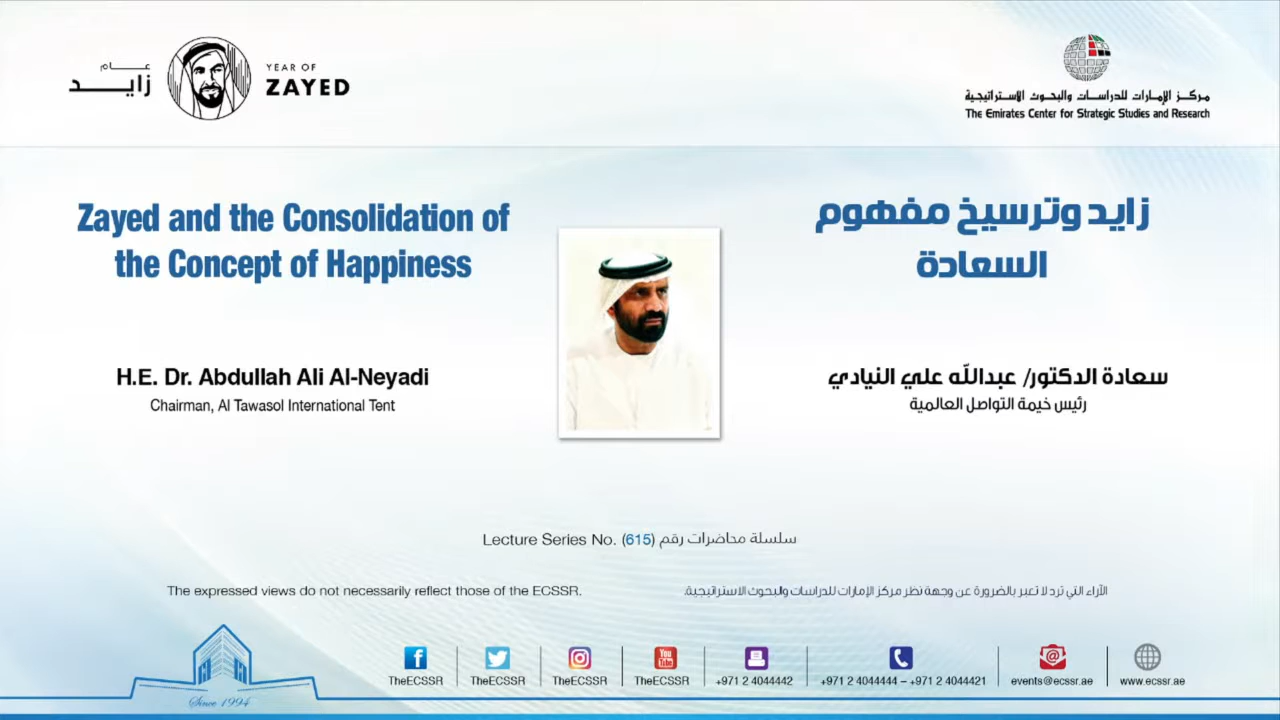 عـــام
زايــــد
YEAR OF
ZAYED
مركز الإمارات للدراسات والبحوث الاستراتيجية
The Emirates Center for Strategic Studies and Research
Zayed and the Consolidation of
the Concept of Happiness
زايد وترسيخ مفهوم
السعادة
H.E. Dr. Abdullah Ali Al-Neyadi
Chairman, Al Tawasol International Tent
سعادة الدكتور/ عبدالله علي النيادي
رئيس خيمة التواصل العالمية
Lecture Series No. (615) سلسلة محاضرات رقم
The expressed views do not necessarily reflect those of the ECSSR.
الآراء التي ترد لا تعبر بالضرورة عن وجهة نظر مركز الإمارات للدراسات والبحوث الاستراتيجية.
Since 1994
TheECSSR
TheECSSR
TheECSSR
You Tube
TheECSSR
+971 2 4044442
+971 2 4044444 – +971 2 4044421
events@ecssr.ae
www.ecssr.ae